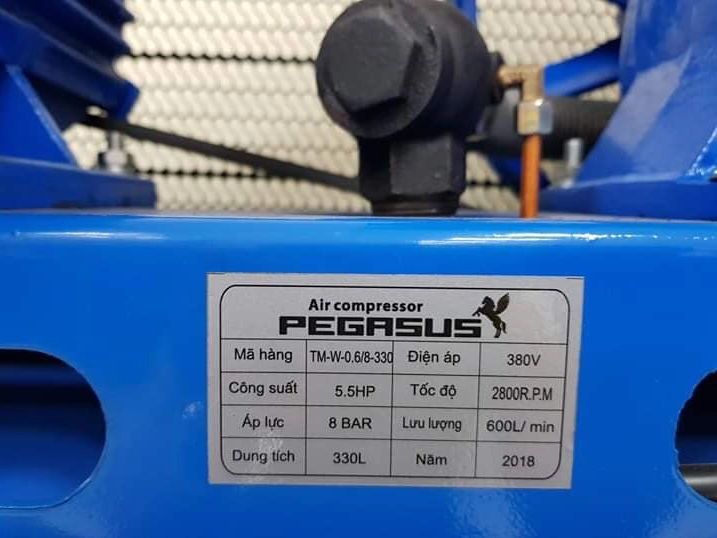 Air compressor
PEGASUS
Mã hàng TM-W-0.6/8-330 Điện áp 380V
Công suất 5.5HP Tốc độ 2800R.P.M
Áp lực 8 BAR Lưu lượng 600L/ min
Dung tích 330L Năm 2018